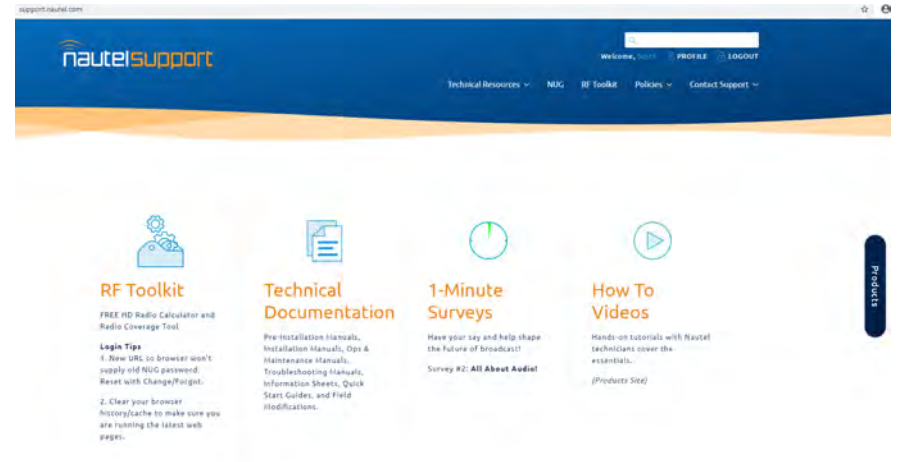 support.nautel.com
nautelsupport
Welcome, PROFILE LOGOUT
Technical Resources NUG RF Toolkit Policies Contact Support
RF Toolkit
FREE HD Radio Calculator and
Radio Coverage Tool
Login Tips
1. New URL so browser won't
supply old NUG password.
Reset with Change/Forgot.
2. Clear your browser
history/cache to make sure you
are running the latest web
pages.
Technical
Documentation
Pre-Installation Manuals,
Installation Manuals, Ops &
Maintenance Manuals,
Troubleshooting Manuals,
Information Sheets, Quick
Start Guides, and Field
Modifications.
1-Minute
Surveys
Have your say and help shape
the future of broadcast!
Survey #2: All About Audio!
How To
Videos
Hands-on tutorials with Nautel
technicians cover the
essentials.
(Products Site)
Products